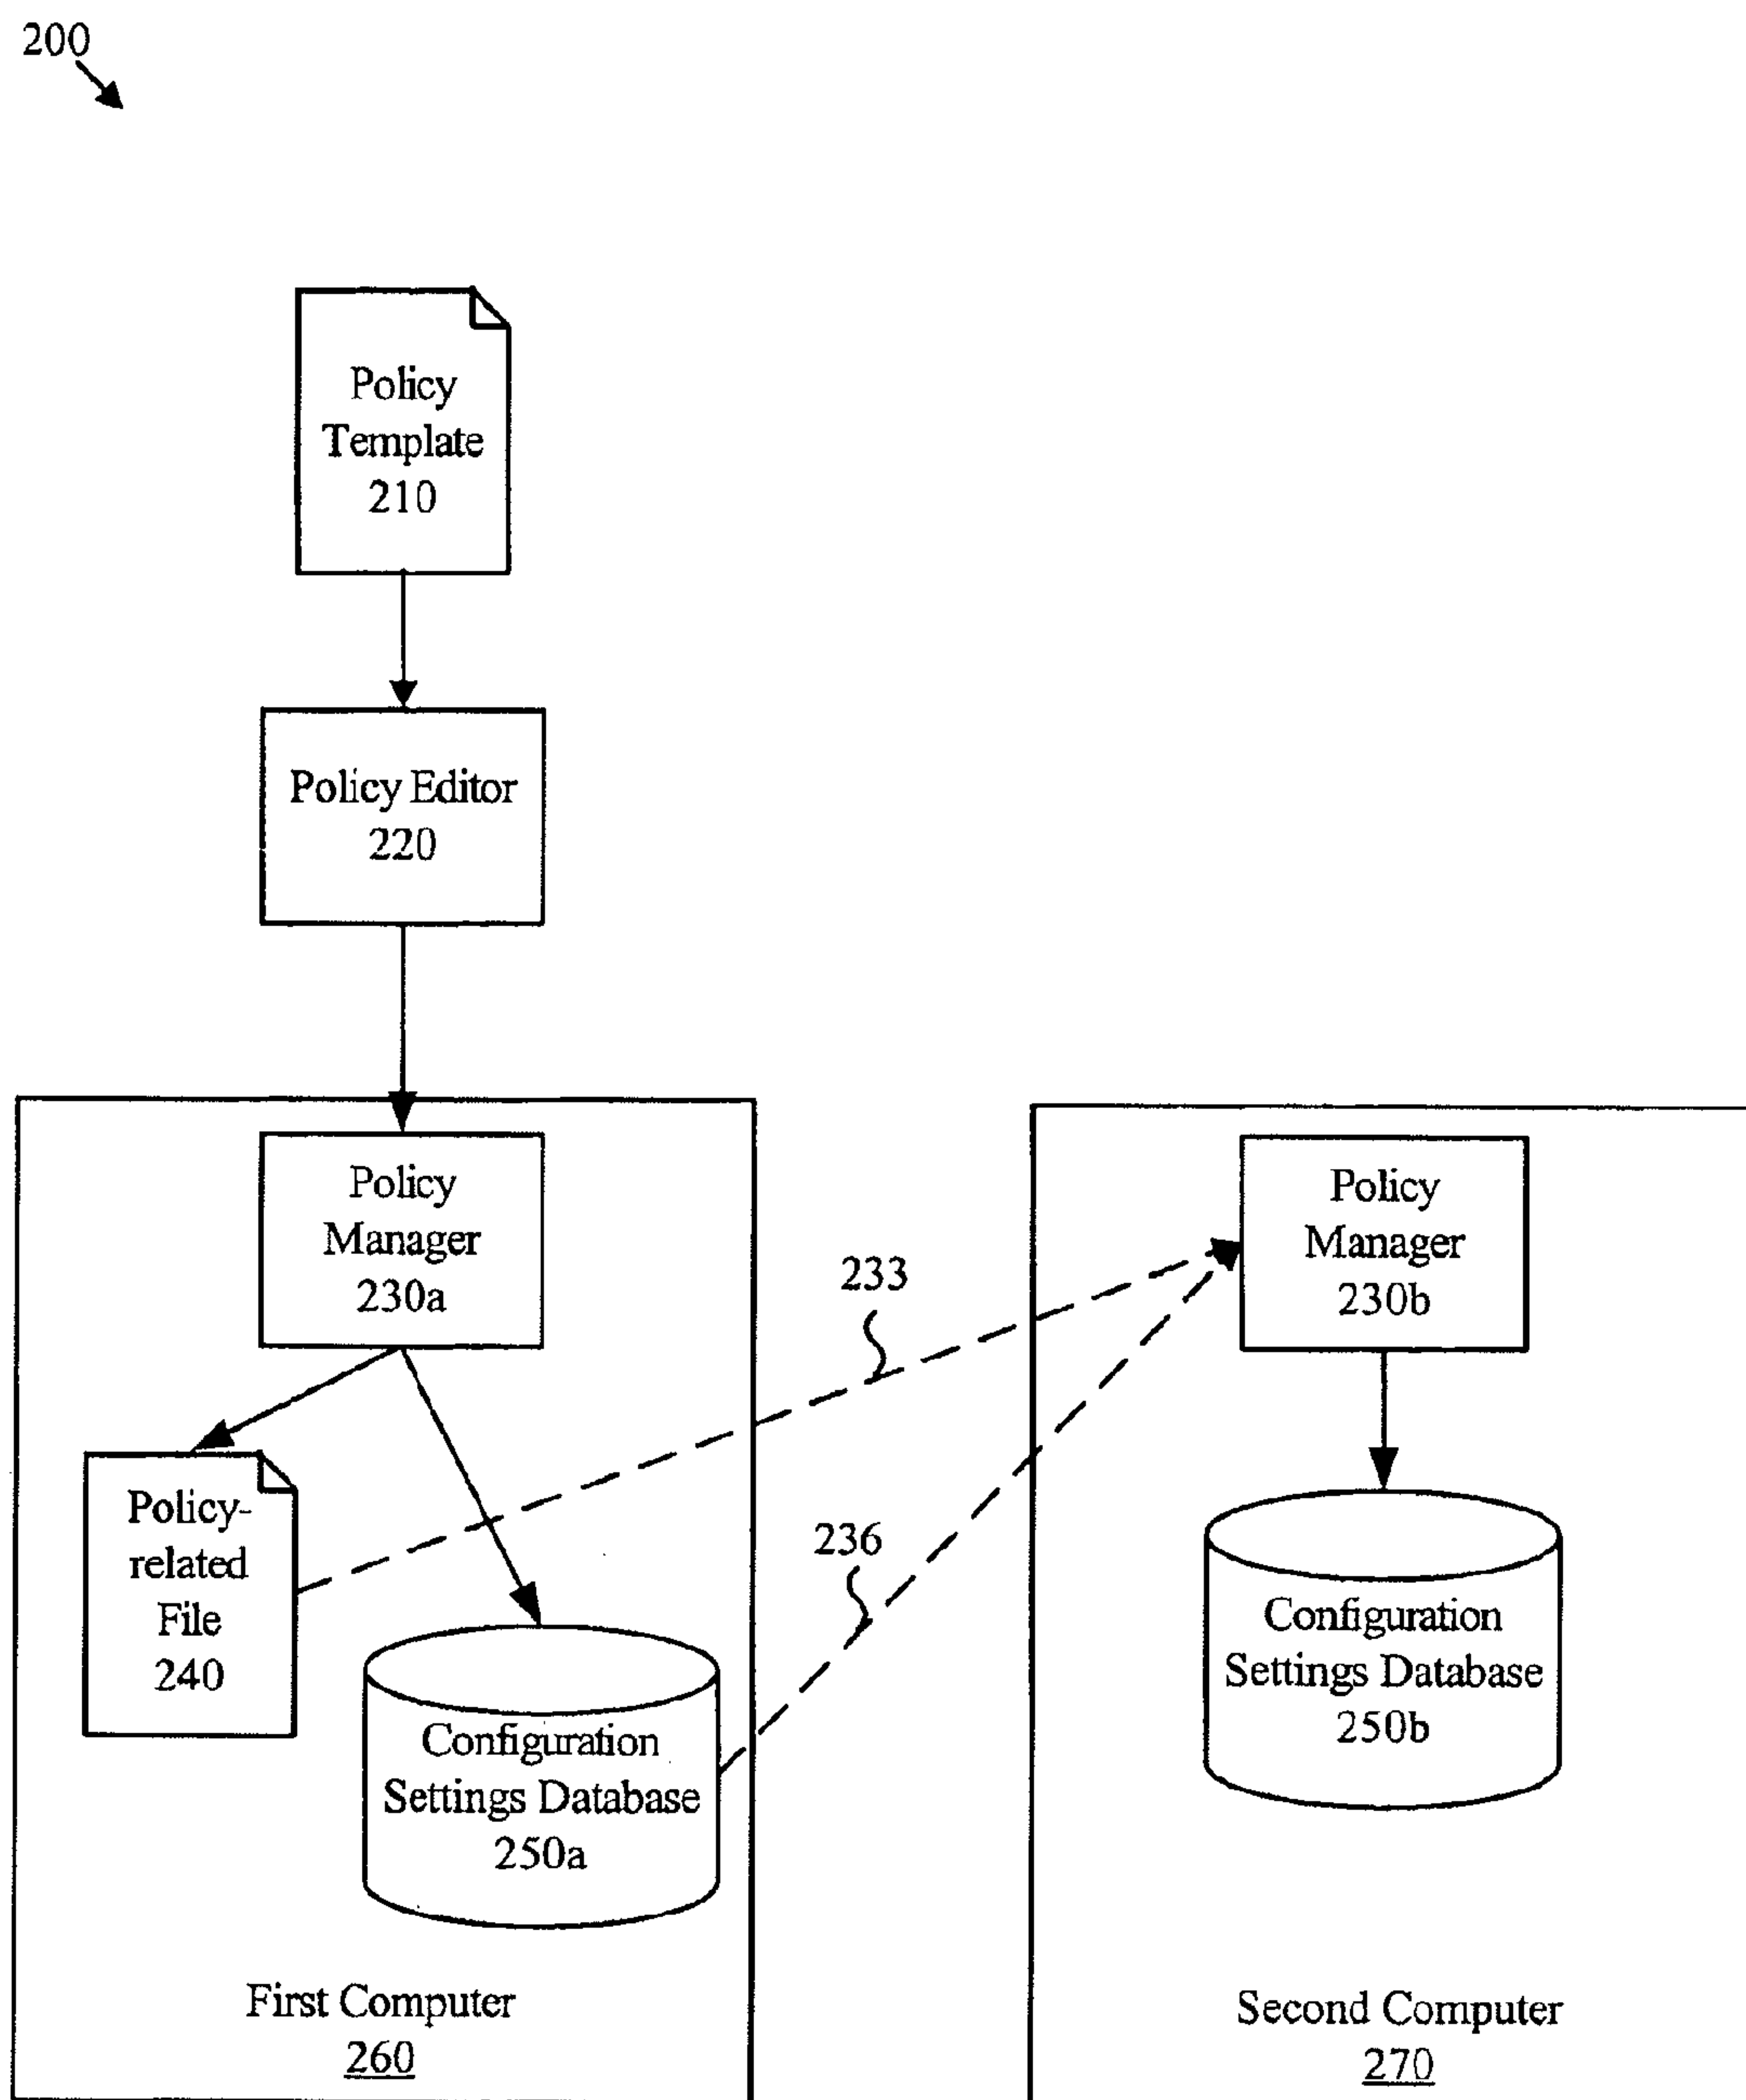 200
Policy
Template
210
Policy Editor
220
Policy
Manager
230a
Policy
Manager
230b
233
Policy-
related
File
240
236
Configuration
Settings Database
250a
Configuration
Settings Database
250b
First Computer
260
Second Computer
270